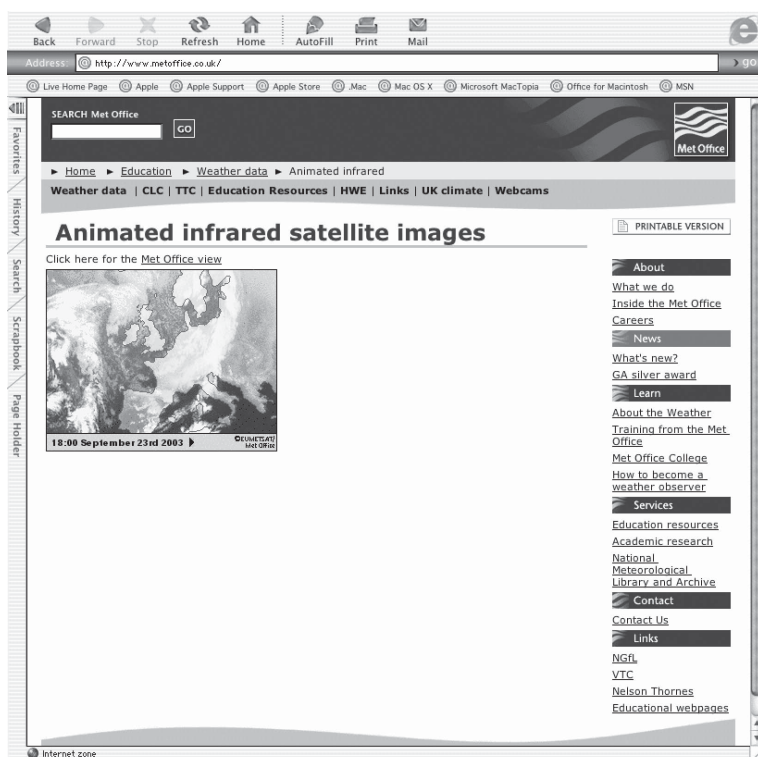 Back Forward Stop Refresh Home AutoFill Print Mail
Address: @ http://www.metoffice.co.uk/ › go
@ Live Home Page @ Apple @ Apple Support @ Apple Store @ .Mac @ Mac OS X @ Microsoft MacTopia @ Office for Macintosh @ MSN
Favorites
History
Search
Scrapbook
Page Holder
SEARCH Met Office
GO
Met Office
► Home ► Education ► Weather data ► Animated infrared
Weather data | CLC | TTC | Education Resources | HWE | Links | UK climate | Webcams
Animated infrared satellite images
Click here for the Met Office view
18:00 September 23rd 2003
©EUMETSAT/
Met Office
PRINTABLE VERSION
About
What we do
Inside the Met Office
Careers
News
What's new?
GA silver award
Learn
About the Weather
Training from the Met
Office
Met Office College
How to become a
weather observer
Services
Education resources
Academic research
National
Meteorological
Library and Archive
Contact
Contact Us
Links
NGfL
VTC
Nelson Thornes
Educational webpages
Internet zone